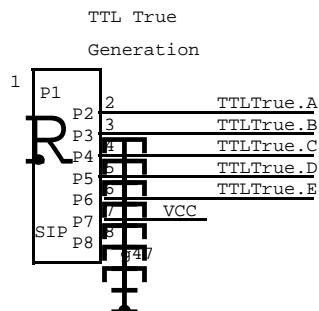 TTL True
Generation
1
P1
R
P2 2 TTLTrue.A
P3 3 TTLTrue.B
P4 4 TTLTrue.C
P5 5 TTLTrue.D
P6 6 TTLTrue.E
P7 7 VCC
SIP P8 8
g47